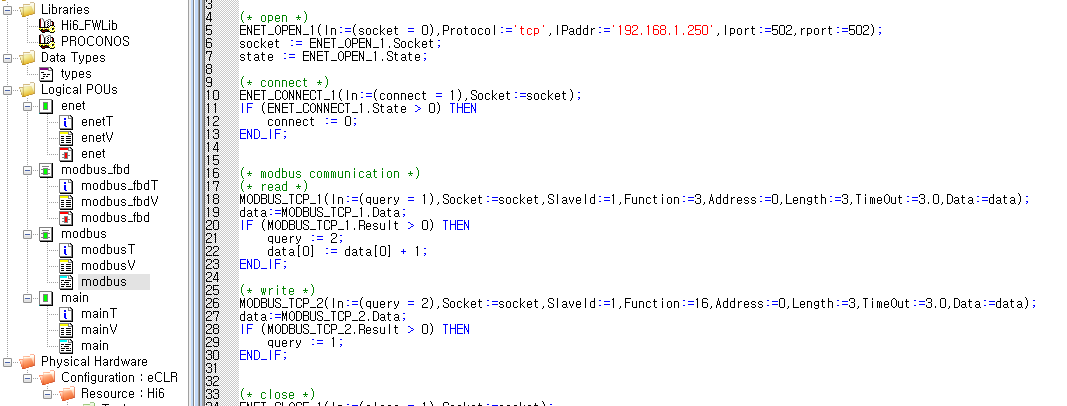 Libraries
Hi6_FWLib
PROCONOS
Data Types
types
Logical POUs
enet
enetT
enetV
enet
modbus_fbd
modbus_fbdT
modbus_fbdV
modbus_fbd
modbus
modbusT
modbusV
modbus
main
mainT
mainV
main
Physical Hardware
Configuration : eCLR
Resource : Hi6
3
4 (* open *)
5 ENET_OPEN_1(In:=(socket = 0),Protocol:='tcp',IPaddr:='192.168.1.250',lport:=502,rport:=502);
6 socket := ENET_OPEN_1.Socket;
7 state := ENET_OPEN_1.State;
8
9 (* connect *)
10 ENET_CONNECT_1(In:=(connect = 1),Socket:=socket);
11 IF (ENET_CONNECT_1.State > 0) THEN
12 connect := 0;
13 END_IF;
14
15
16 (* modbus communication *)
17 (* read *)
18 MODBUS_TCP_1(In:=(query = 1),Socket:=socket,SlaveId:=1,Function:=3,Address:=0,Length:=3,TimeOut:=3.0,Data:=data);
19 data:=MODBUS_TCP_1.Data;
20 IF (MODBUS_TCP_1.Result > 0) THEN
21 query := 2;
22 data[0] := data[0] + 1;
23 END_IF;
24
25 (* write *)
26 MODBUS_TCP_2(In:=(query = 2),Socket:=socket,SlaveId:=1,Function:=16,Address:=0,Length:=3,TimeOut:=3.0,Data:=data);
27 data:=MODBUS_TCP_2.Data;
28 IF (MODBUS_TCP_2.Result > 0) THEN
29 query := 1;
30 END_IF;
31
32
33 (* close *)
34 ENET_CLOSE_1(In:=(close = 1),Socket:=socket);